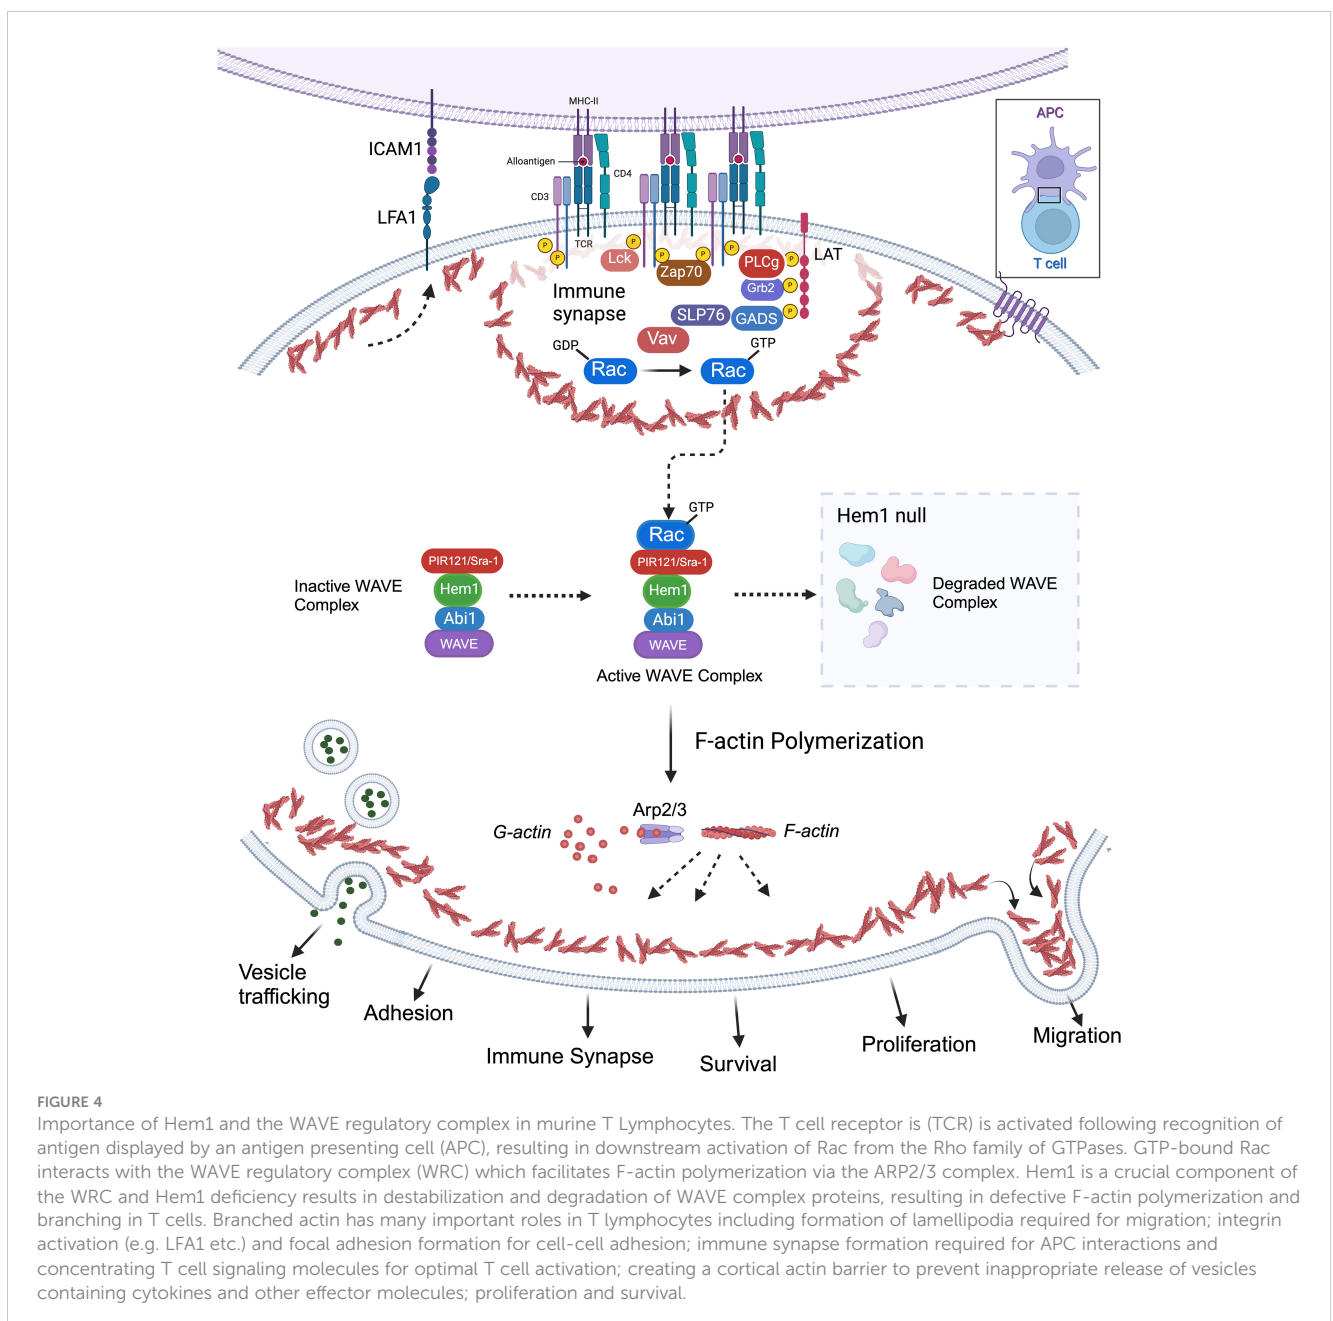 MHC-II
APC
ICAM1
Alloantigen
CD4
CD3
LFA1
TCR
P
P
P
P
P
P
P
P
P
Lck
Zap70
PLCg
LAT
T cell
Immune
synapse
Grb2
SLP76
GADS
Vav
GDP
GTP
Rac
Rac
GTP
Hem1 null
Rac
PIR121/Sra-1
PIR121/Sra-1
Inactive WAVE
Complex
Hem1
Hem1
Degraded WAVE
Complex
Abi1
Abi1
WAVE
WAVE
Active WAVE Complex
F-actin Polymerization
Arp2/3
G-actin
F-actin
Vesicle
trafficking
Adhesion
Immune Synapse
Survival
Proliferation
Migration
FIGURE 4
Importance of Hem1 and the WAVE regulatory complex in murine T Lymphocytes. The T cell receptor is (TCR) is activated following recognition of
antigen displayed by an antigen presenting cell (APC), resulting in downstream activation of Rac from the Rho family of GTPases. GTP-bound Rac
interacts with the WAVE regulatory complex (WRC) which facilitates F-actin polymerization via the ARP2/3 complex. Hem1 is a crucial component of
the WRC and Hem1 deficiency results in destabilization and degradation of WAVE complex proteins, resulting in defective F-actin polymerization and
branching in T cells. Branched actin has many important roles in T lymphocytes including formation of lamellipodia required for migration; integrin
activation (e.g. LFA1 etc.) and focal adhesion formation for cell-cell adhesion; immune synapse formation required for APC interactions and
concentrating T cell signaling molecules for optimal T cell activation; creating a cortical actin barrier to prevent inappropriate release of vesicles
containing cytokines and other effector molecules; proliferation and survival.